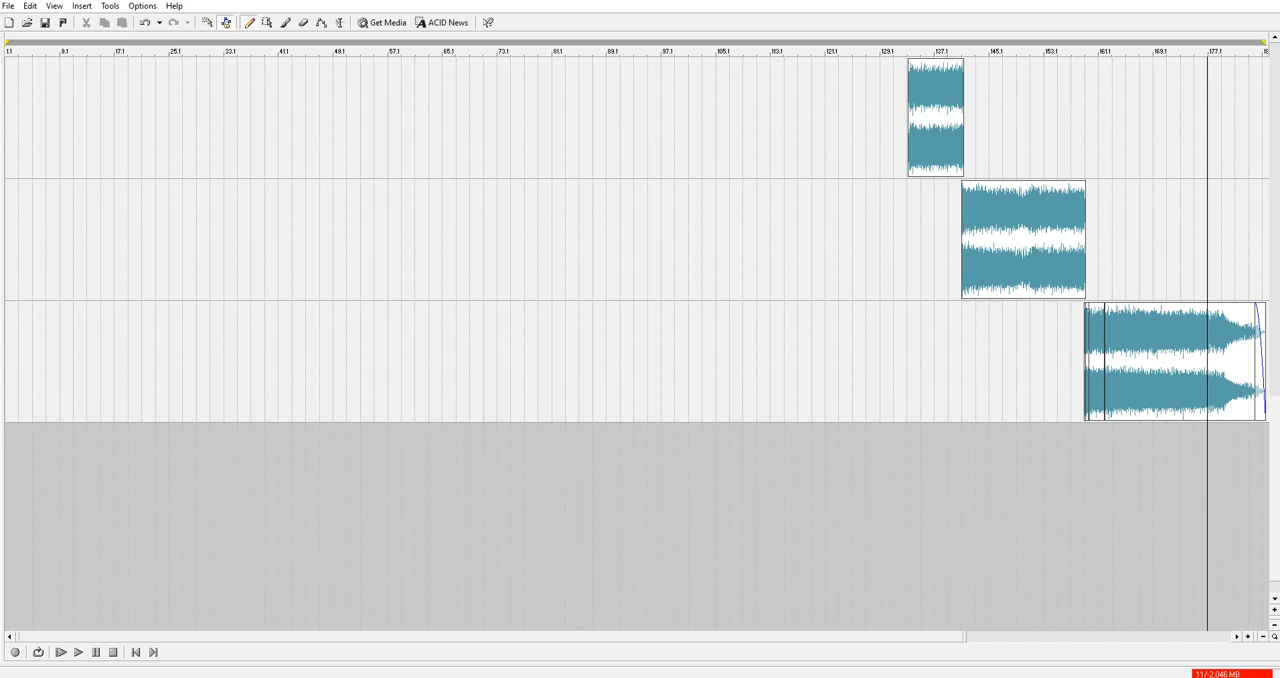 File Edit View Insert Tools Options Help
Get Media ACID News
1.1 9.1 17.1 25.1 33.1 41.1 49.1 57.1 65.1 73.1 81.1 89.1 97.1 105.1 113.1 121.1 129.1 137.1 145.1 153.1 161.1 169.1 177.1
11/-2,046 MB